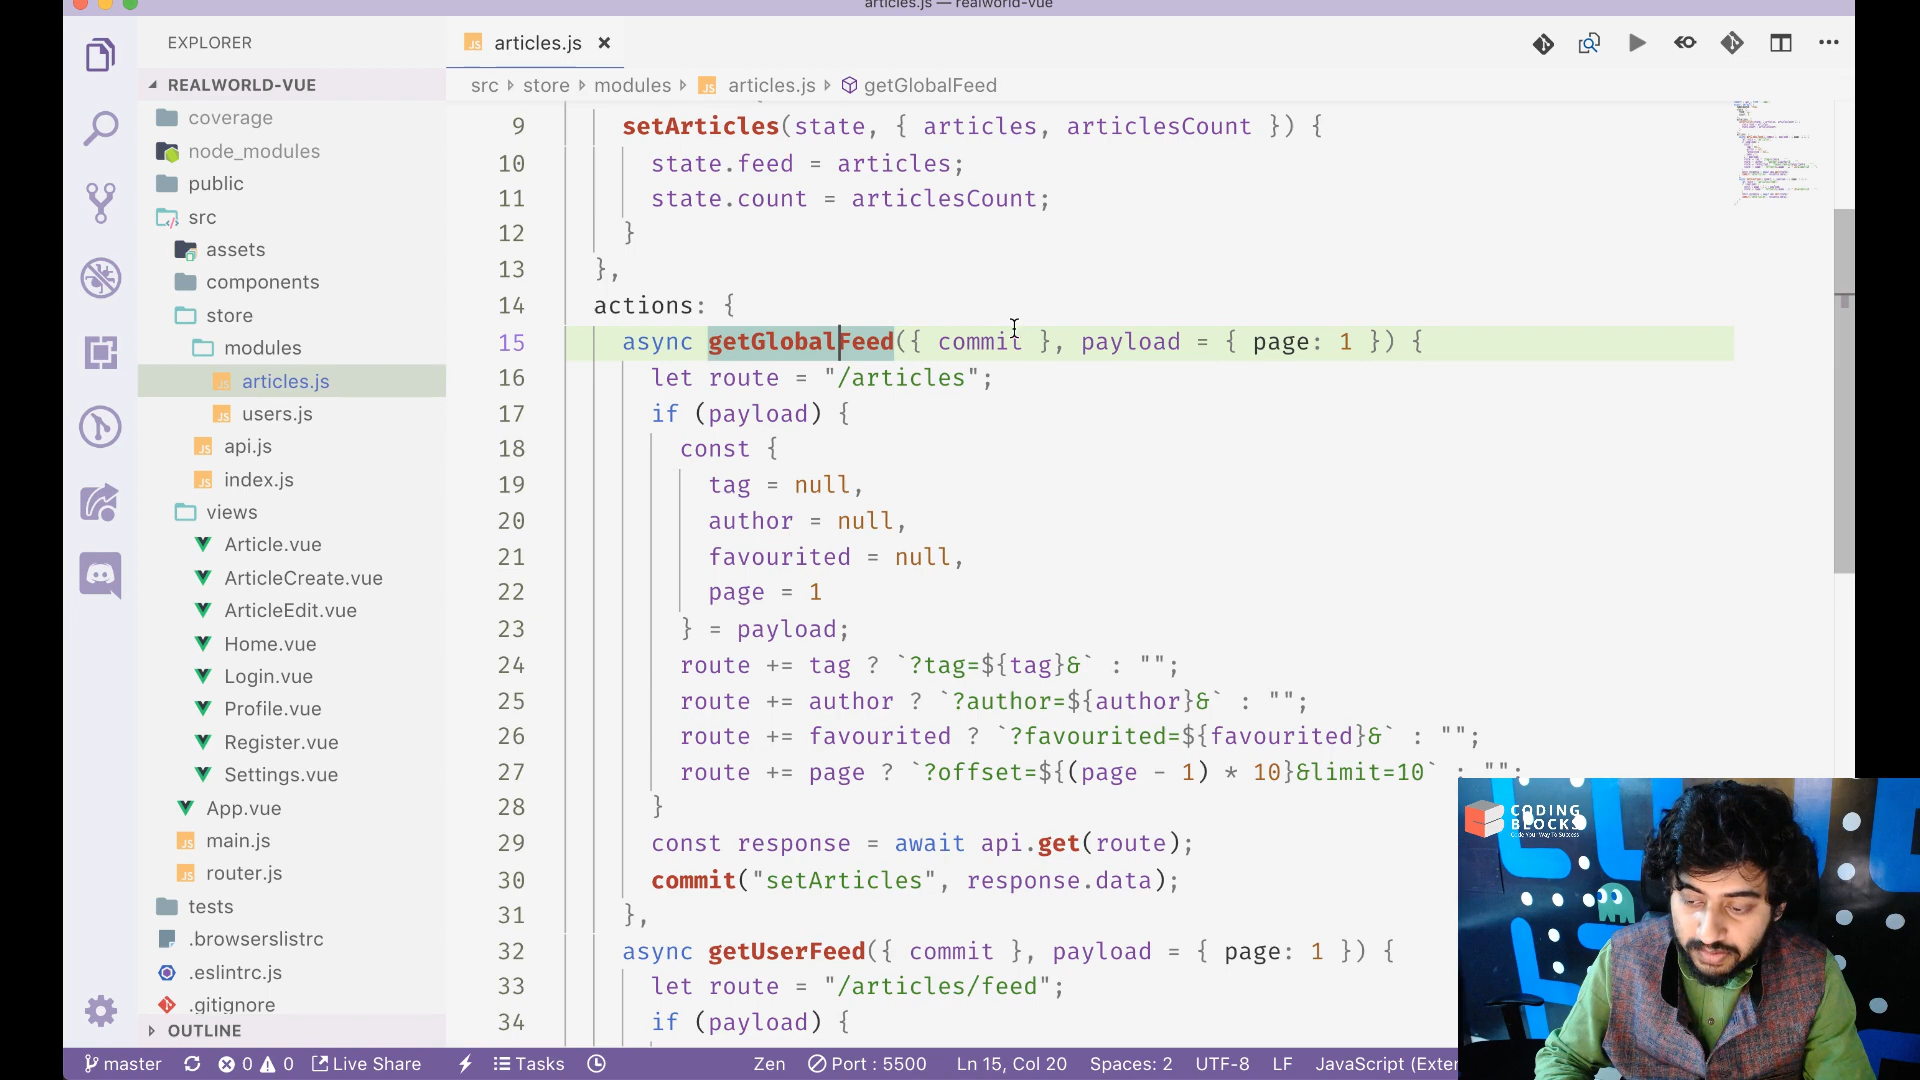 articles.js — realworld-vue
EXPLORER
articles.js
REALWORLD-VUE
src › store › modules › articles.js › getGlobalFeed
coverage
node_modules
public
src
assets
components
store
modules
articles.js
users.js
api.js
index.js
views
Article.vue
ArticleCreate.vue
ArticleEdit.vue
Home.vue
Login.vue
Profile.vue
Register.vue
Settings.vue
App.vue
main.js
router.js
tests
.browserslistrc
.eslintrc.js
.gitignore
OUTLINE
9 setArticles(state, { articles, articlesCount }) {
10 state.feed = articles;
11 state.count = articlesCount;
12 }
13 },
14 actions: {
15 async getGlobalFeed({ commit }, payload = { page: 1 }) {
16 let route = "/articles";
17 if (payload) {
18 const {
19 tag = null,
20 author = null,
21 favourited = null,
22 page = 1
23 } = payload;
24 route += tag ? `?tag=${tag}&` : "";
25 route += author ? `?author=${author}&` : "";
26 route += favourited ? `?favourited=${favourited}&` : "";
27 route += page ? `?offset=${(page - 1) * 10}&limit=10` : "";
28 }
29 const response = await api.get(route);
30 commit("setArticles", response.data);
31 },
32 async getUserFeed({ commit }, payload = { page: 1 }) {
33 let route = "/articles/feed";
34 if (payload) {
CODING
BLOCKS
Code Your Way To Success
master 0 0 Live Share Tasks Zen Port : 5500 Ln 15, Col 20 Spaces: 2 UTF-8 LF JavaScript (Exter